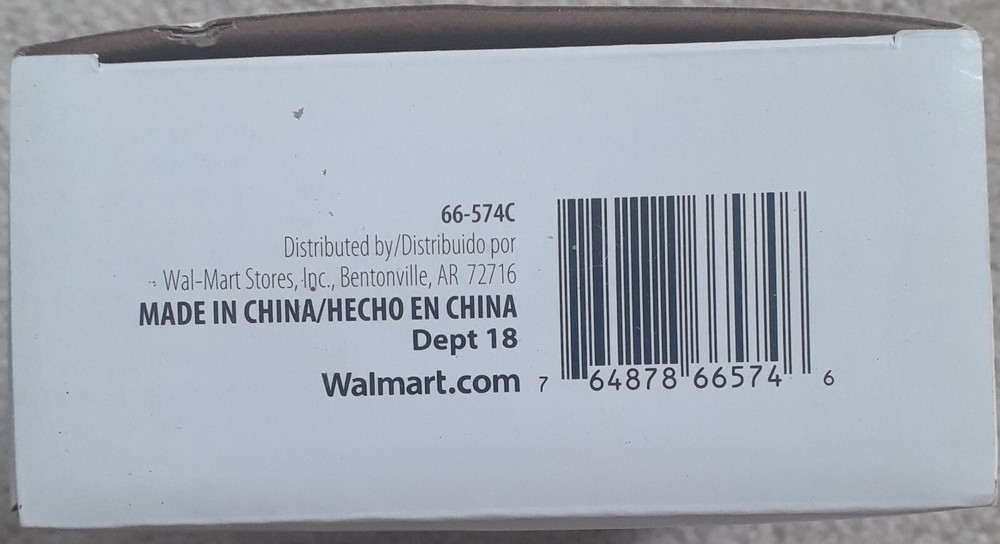 66-574C
Distributed by/Distribuido por
Wal-Mart Stores, Inc., Bentonville, AR 72716
MADE IN CHINA/HECHO EN CHINA
Dept 18
Walmart.com
7 64878 66574 6